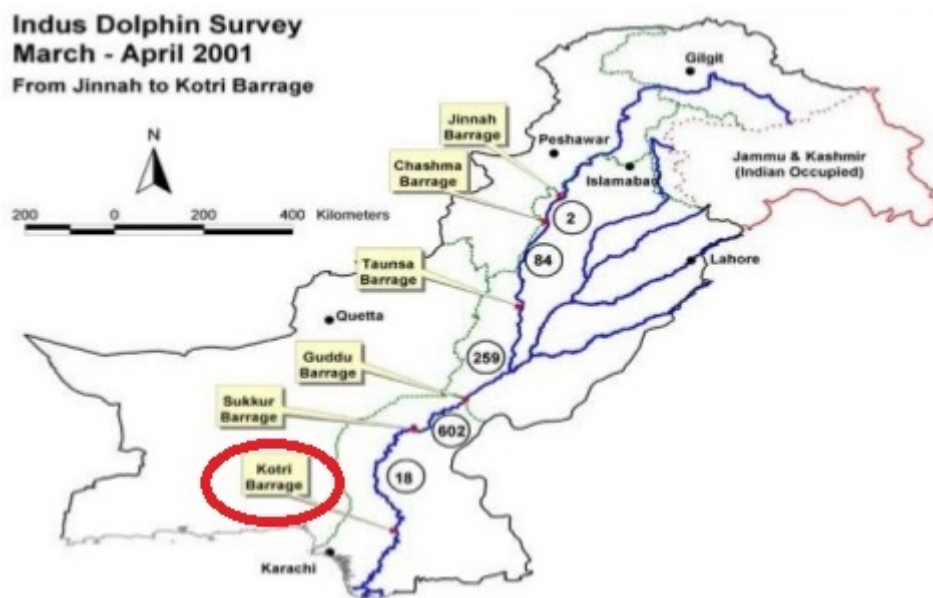 Indus Dolphin Survey
March - April 2001
From Jinnah to Kotri Barrage
N
200
0
200
400
Kilometers
Gilgit
Jinnah
Barrage
Peshawar
Chashma
Barrage
Islamabad
Jammu & Kashmir
(Indian Occupied)
2
84
Taunsa
Barrage
Lahore
Quetta
Guddu
Barrage
259
Sukkur
Barrage
602
Kotri
Barrage
18
Karachi